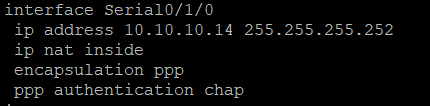 interface Serial0/1/0
 ip address 10.10.10.14 255.255.255.252
 ip nat inside
 encapsulation ppp
 ppp authentication chap